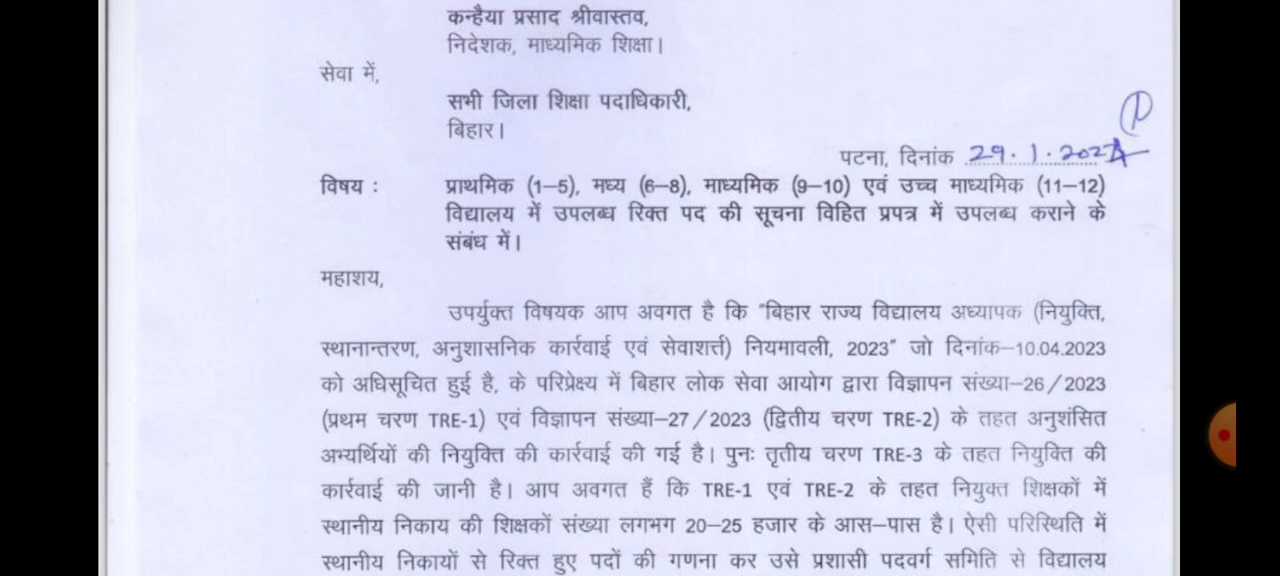 कन्हैया प्रसाद श्रीवास्तव,
निदेशक, माध्यमिक शिक्षा।
सेवा में,
सभी जिला शिक्षा पदाधिकारी,
बिहार।
पटना, दिनांक 29.1.2024
विषय : प्राथमिक (1–5), मध्य (6–8), माध्यमिक (9–10) एवं उच्च माध्यमिक (11–12)
विद्यालय में उपलब्ध रिक्त पद की सूचना विहित प्रपत्र में उपलब्ध कराने के
संबंध में।
महाशय,
उपर्युक्त विषयक आप अवगत है कि "बिहार राज्य विद्यालय अध्यापक (नियुक्ति,
स्थानान्तरण, अनुशासनिक कार्रवाई एवं सेवाशर्त्त) नियमावली, 2023" जो दिनांक–10.04.2023
को अधिसूचित हुई है, के परिप्रेक्ष्य में बिहार लोक सेवा आयोग द्वारा विज्ञापन संख्या–26/2023
(प्रथम चरण TRE-1) एवं विज्ञापन संख्या–27/2023 (द्वितीय चरण TRE-2) के तहत अनुशंसित
अभ्यर्थियों की नियुक्ति की कार्रवाई की गई है। पुनः तृतीय चरण TRE-3 के तहत नियुक्ति की
कार्रवाई की जानी है। आप अवगत हैं कि TRE-1 एवं TRE-2 के तहत नियुक्त शिक्षकों में
स्थानीय निकाय की शिक्षकों संख्या लगभग 20–25 हजार के आस–पास है। ऐसी परिस्थिति में
स्थानीय निकायों से रिक्त हुए पदों की गणना कर उसे प्रशासी पदवर्ग समिति से विद्यालय